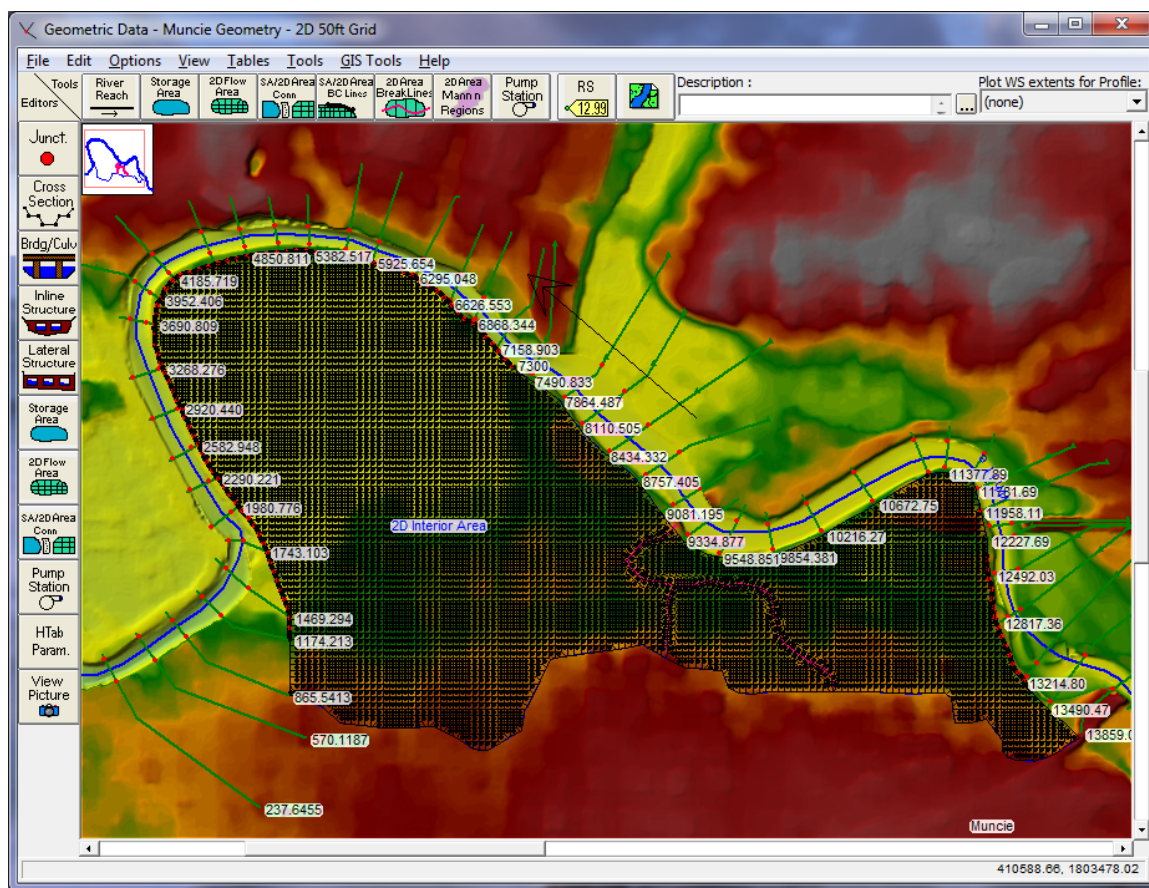 Geometric Data - Muncie Geometry - 2D 50ft Grid
File Edit Options View Tables Tools GIS Tools Help
Tools
Editors
River
Reach
Storage
Area
2D Flow
Area
SA/2D Area
Conn
SA/2D Area
BC Lines
2D Area
BreakLines
2D Area
Mann n
Regions
Pump
Station
RS
12.99
Description :
...
Plot WS extents for Profile:
(none)
Junct.
Cross
Section
Brdg/Culv
Inline
Structure
Lateral
Structure
Storage
Area
2D Flow
Area
SA/2D Area
Conn
Pump
Station
HTab
Param.
View
Picture
4850.811
5382.517
5925.654
4185.719
6295.048
3952.406
6626.553
3690.809
6868.344
7158.903
3268.276
7300
7490.833
2920.440
7864.487
8110.505
2582.948
8434.332
2290.221
8757.405
11377.89
1980.776
10672.75
9081.195
11958.11
2D Interior Area
10216.27
9334.877
12227.69
1743.103
9548.851
9854.381
12492.03
1469.294
12817.36
1174.213
865.5413
13214.80
13490.47
570.1187
237.6455
Muncie
410588.66, 1803478.02